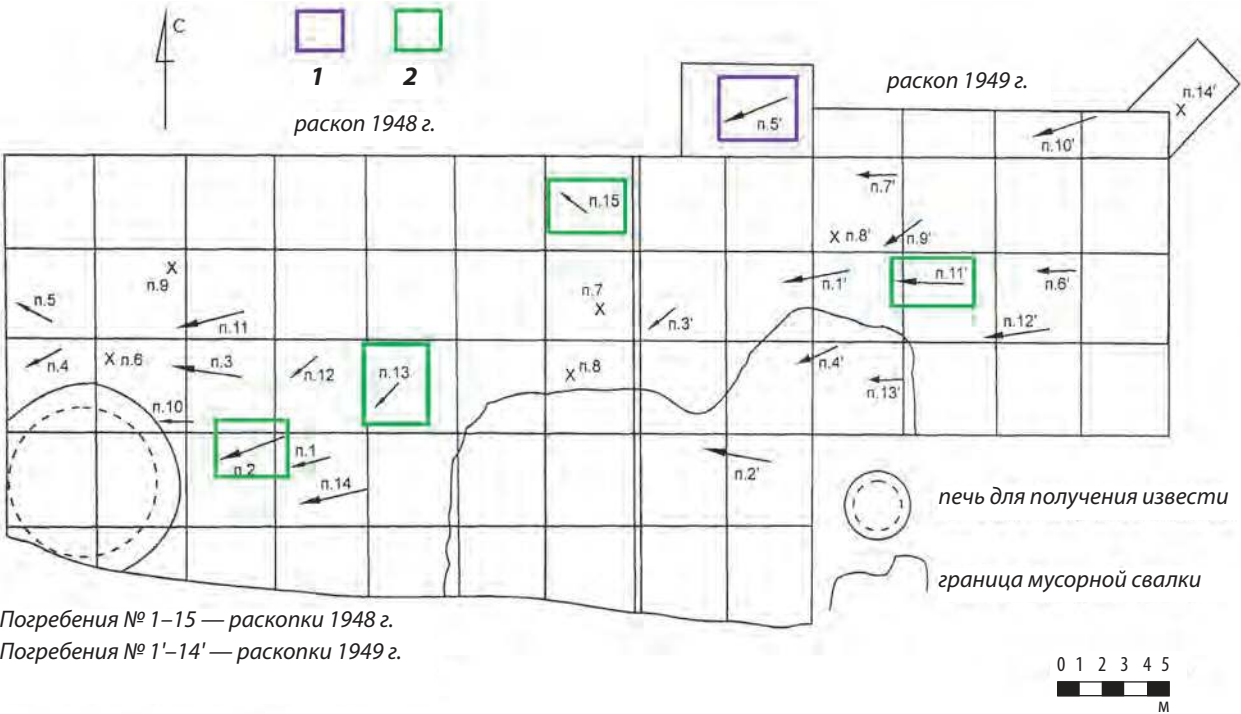 С
1 2
раскоп 1948 г.
раскоп 1949 г.
п.14'
п.5'
п.10'
п.7'
п.15
п.8' п.9'
п.9
п.7
п.1'
п.11'
п.6'
п.5
п.11
п.3'
п.12'
п.4
п.6
п.3
п.12
п.13
п.8
п.4'
п.13'
п.10
п.2
п.1
п.14
п.2'
печь для получения извести
граница мусорной свалки
Погребения № 1–15 — раскопки 1948 г.
Погребения № 1'–14' — раскопки 1949 г.
0 1 2 3 4 5
м